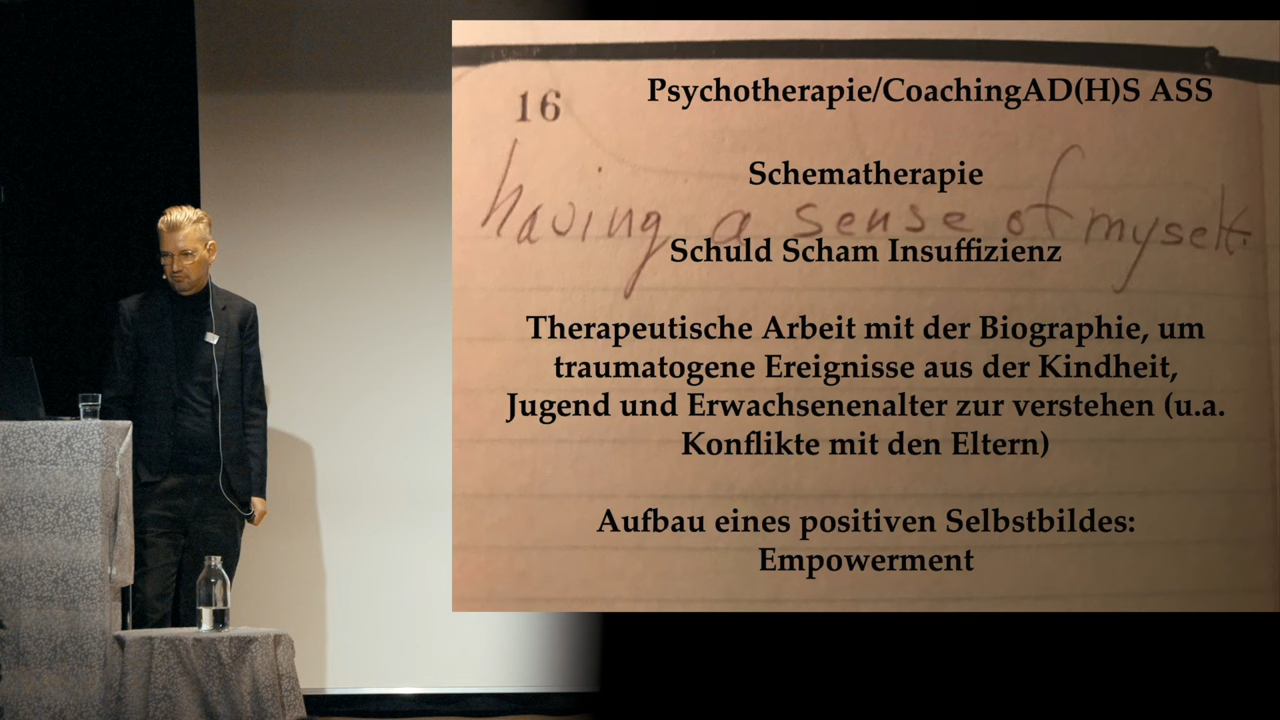 Psychotherapie/CoachingAD(H)S ASS
16
Schematherapie
having a sense of myself.
Schuld Scham Insuffizienz
Therapeutische Arbeit mit der Biographie, um
traumatogene Ereignisse aus der Kindheit,
Jugend und Erwachsenenalter zur verstehen (u.a.
Konflikte mit den Eltern)
Aufbau eines positiven Selbstbildes:
Empowerment